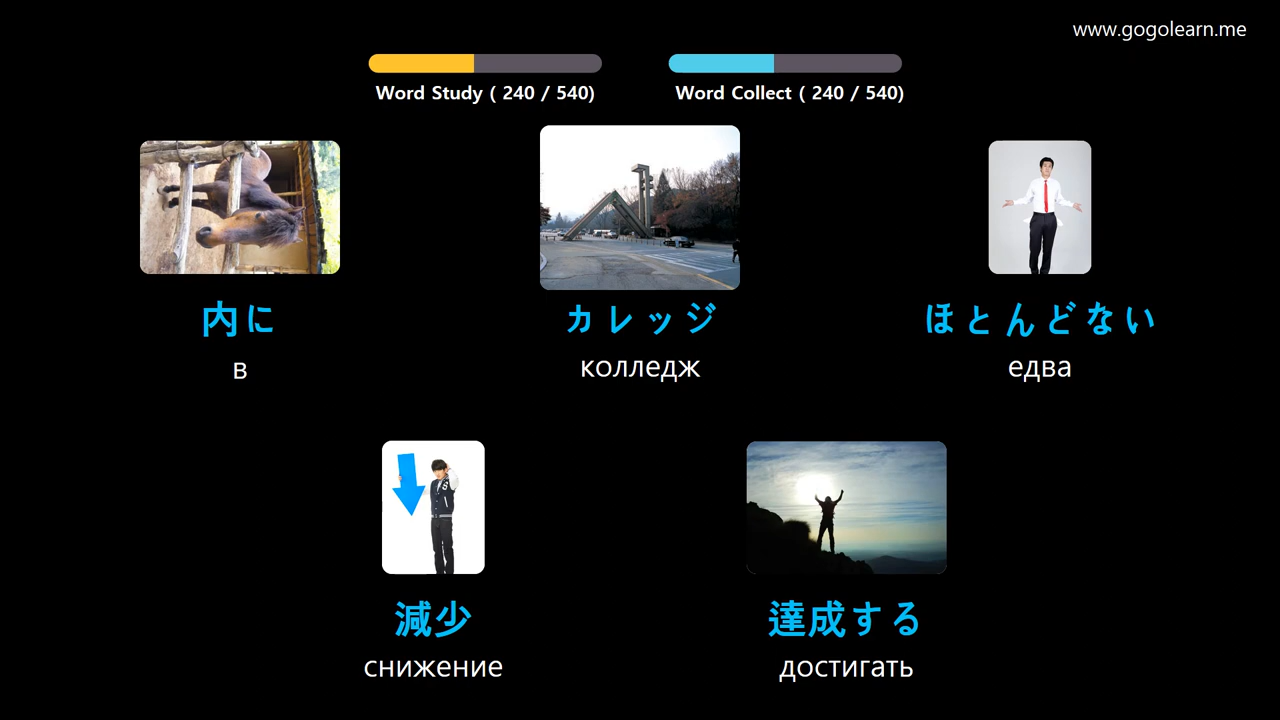 www.gogolearn.me
Word Study ( 240 / 540)
Word Collect ( 240 / 540)
内に
в
カレッジ
колледж
ほとんどない
едва
減少
снижение
達成する
достигать